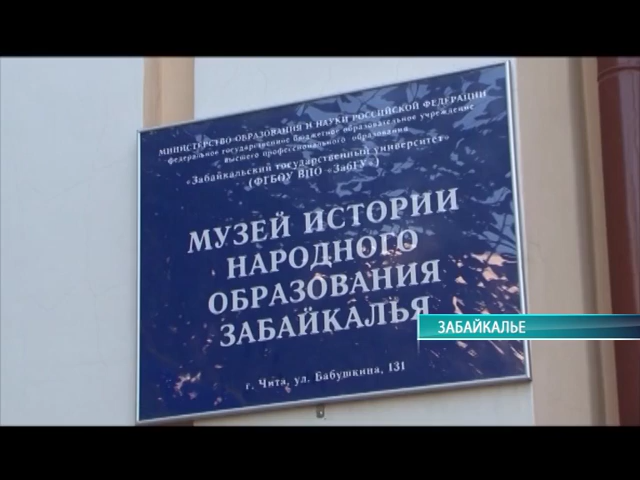 МИНИСТЕРСТВО ОБРАЗОВАНИЯ И НАУКИ РОССИЙСКОЙ ФЕДЕРАЦИИ
федеральное государственное бюджетное образовательное учреждение
высшего профессионального образования
«Забайкальский государственный университет»
(ФГБОУ ВПО «ЗабГУ»)
МУЗЕЙ ИСТОРИИ
НАРОДНОГО
ОБРАЗОВАНИЯ
ЗАБАЙКАЛЬЯ
ЗАБАЙКАЛЬЕ
г. Чита, ул. Бабушкина, 131